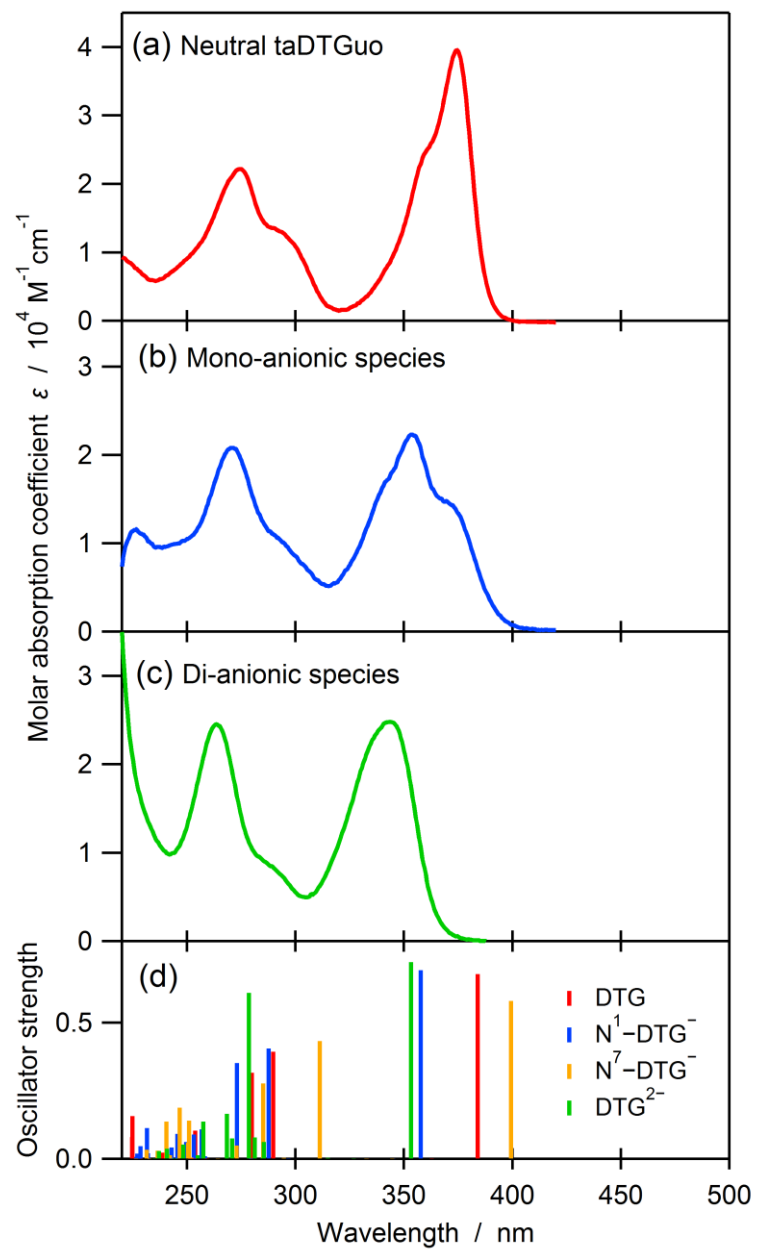 (a) Neutral taDTGuo
4
3
2
1
0
(b) Mono-anionic species
3
2
1
0
(c) Di-anionic species
3
2
1
0
Molar absorption coefficient ε / 10⁴ M⁻¹cm⁻¹
(d)
DTG
N¹−DTG⁻
N⁷−DTG⁻
DTG²⁻
0.5
0.0
Oscillator strength
250 300 350 400 450 500
Wavelength / nm